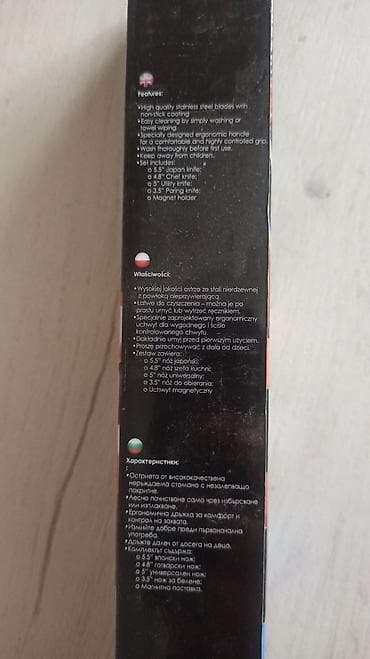 Features:
•High quality stainless steel blades with
non-stick coating
•Easy cleaning by simply washing or
towel wiping.
•Specially designed ergonomic handle
for a comfortable and highly controlled grip.
•Wash thoroughly before first use.
•Keep away from children.
•Set includes:
o 5.5" Japan knife;
o 4.8" Chef knife;
o 5" Utility knife;
o 3.5" Paring knife;
o Magnet holder
Właściwości:
•Wysokiej jakości ostrza ze stali nierdzewnej
z powłoką nieprzywierającą.
•Łatwe do czyszczenia – można je po
prostu umyć lub wytrzeć ręcznikiem.
•Specjalnie zaprojektowany ergonomiczny
uchwyt dla wygodnego i ściśle
kontrolowanego chwytu.
•Dokładnie umyj przed pierwszym użyciem.
•Proszę przechowywać z dala od dzieci.
•Zestaw zawiera:
o 5.5" nóż japoński;
o 4.8" nóż szefa kuchni;
o 5" nóż uniwersalny;
o 3.5" nóż do obierania;
o Uchwyt magnetyczny
Характеристики:
•Остриета от висококачествена
неръждаема стомана с незалепващо
покритие.
•Лесно почистване само чрез избърсване
или изплакване.
•Ергономична дръжка за комфорт и
контрол на захвата.
•Измийте добре преди първоначална
употреба.
•Дръжте далеч от досега на деца.
•Комплектът съдържа:
o 5.5" японски нож;
o 4.8" готварски нож;
o 5" универсален нож;
o 3.5" нож за белене;
o Магнитна поставка.